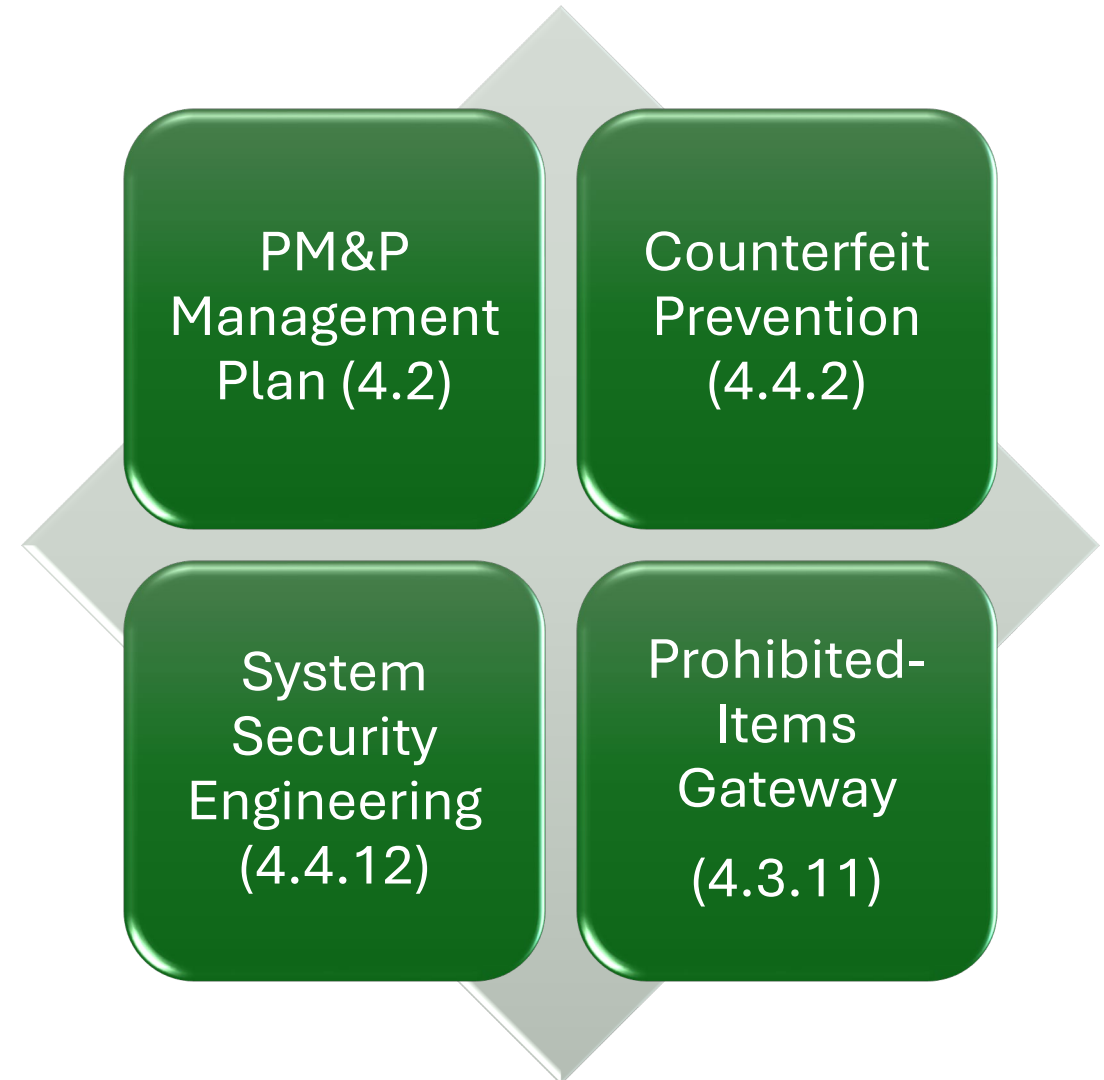 PM&P
Management
Plan (4.2)
Counterfeit
Prevention
(4.4.2)
System
Security
Engineering
(4.4.12)
Prohibited-
Items
Gateway
(4.3.11)